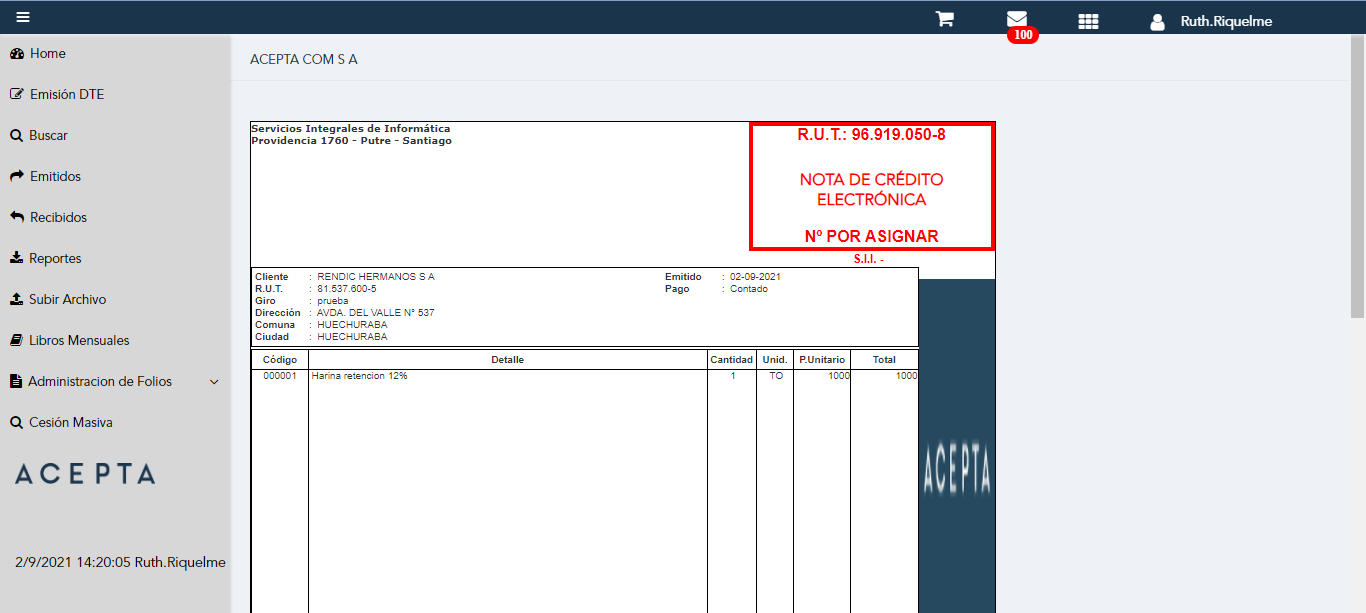 100
Ruth.Riquelme
Home
Emisión DTE
Buscar
Emitidos
Recibidos
Reportes
Subir Archivo
Libros Mensuales
Administracion de Folios
Cesión Masiva
ACEPTA
2/9/2021 14:20:05 Ruth.Riquelme
ACEPTA COM S A
Servicios Integrales de Informática
Providencia 1760 - Putre - Santiago
R.U.T.: 96.919.050-8
NOTA DE CRÉDITO
ELECTRÓNICA
Nº POR ASIGNAR
S.I.I. -
Cliente : RENDIC HERMANOS S A Emitido : 02-09-2021
R.U.T. : 81.537.600-5 Pago : Contado
Giro : prueba
Dirección : AVDA. DEL VALLE N° 537
Comuna : HUECHURABA
Ciudad : HUECHURABA
Código Detalle Cantidad Unid. P.Unitario Total
000001 Harina retencion 12% 1 TO 1000 1000
ACEPTA